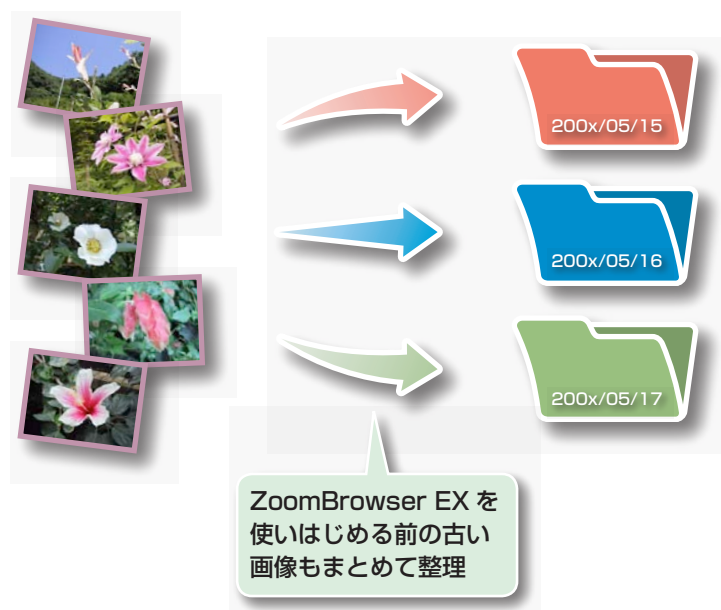 200x/05/15
200x/05/16
200x/05/17
ZoomBrowser EX を
使いはじめる前の古い
画像もまとめて整理